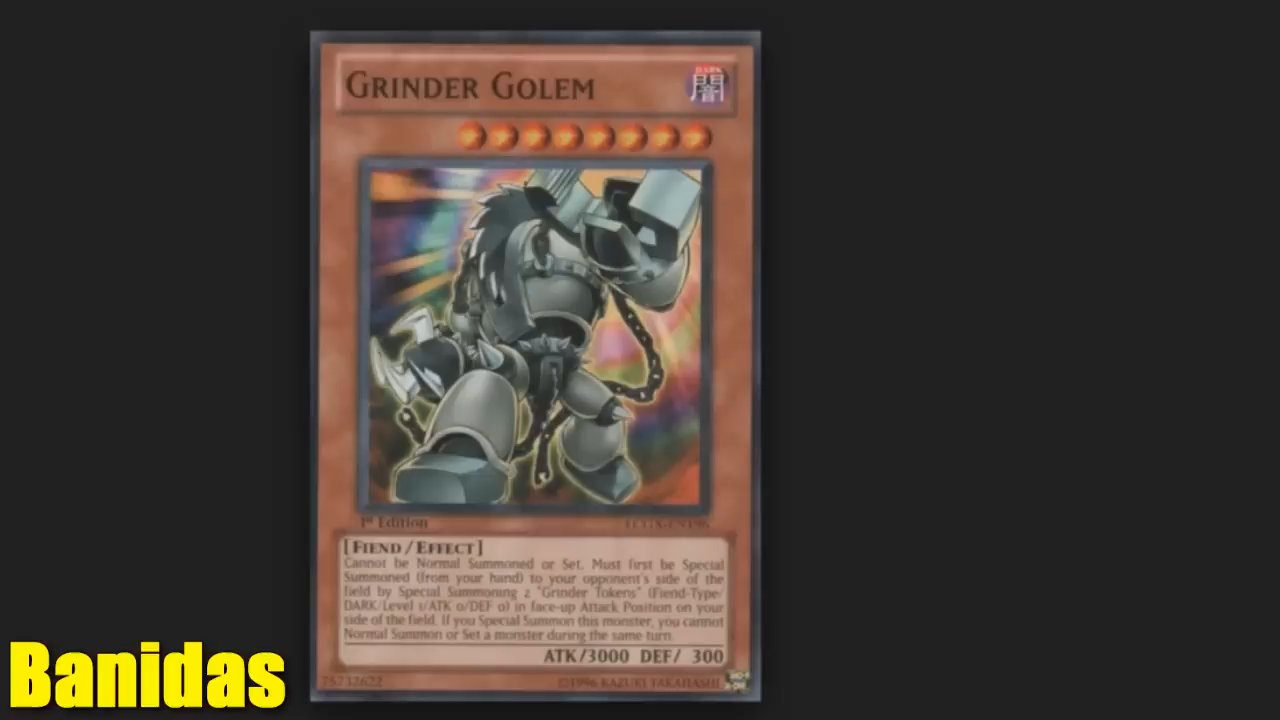 GRINDER GOLEM
DARK
闇
1st Edition
LCGX-EN196
[FIEND/EFFECT]
Cannot be Normal Summoned or Set. Must first be Special
Summoned (from your hand) to your opponent's side of the
field by Special Summoning 2 "Grinder Tokens" (Fiend-Type/
DARK/Level 1/ATK 0/DEF 0) in face-up Attack Position on your
side of the field. If you Special Summon this monster, you cannot
Normal Summon or Set a monster during the same turn.
ATK/3000 DEF/ 300
75732622
©1996 KAZUKI TAKAHASHI
Banidas